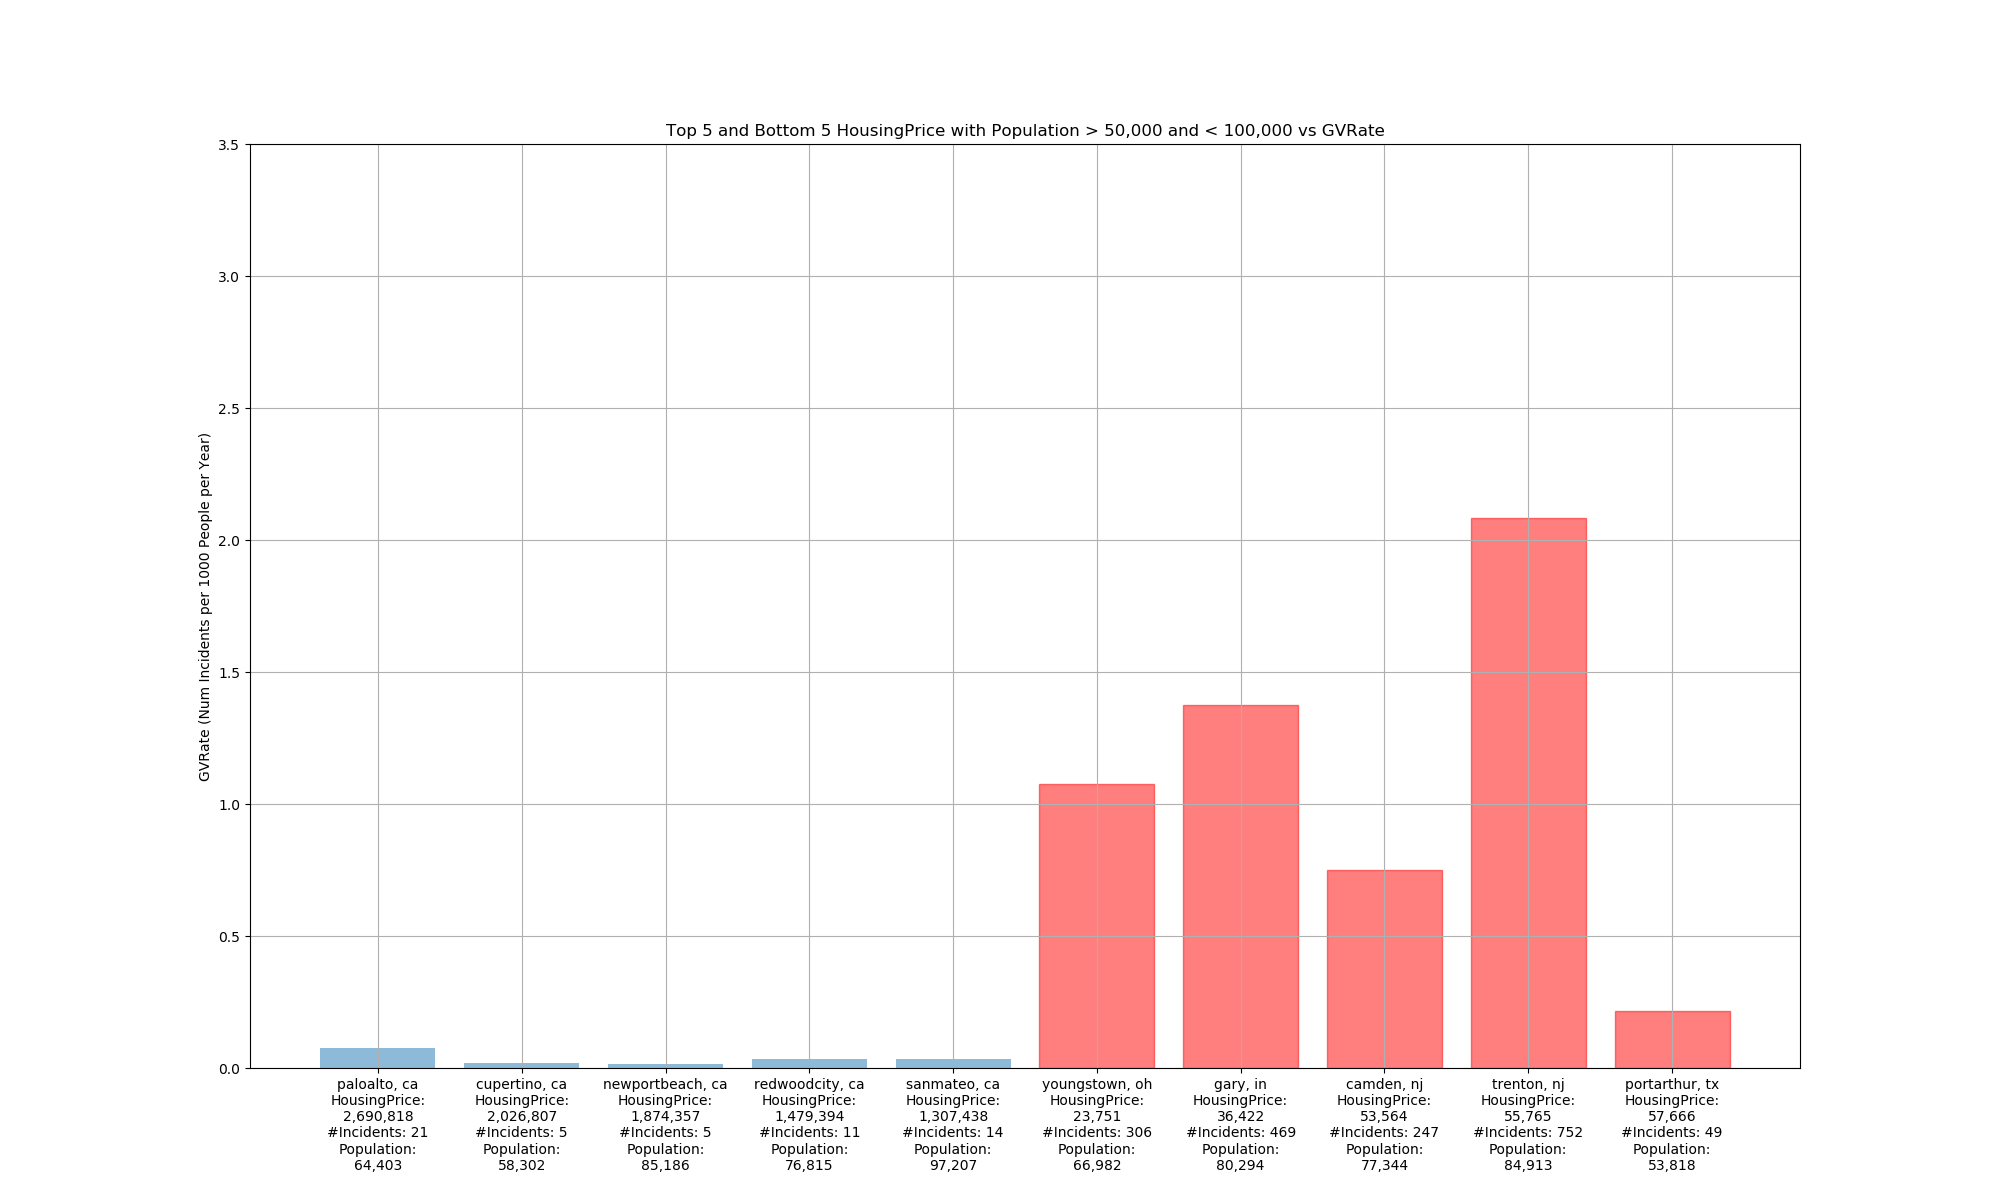 Top 5 and Bottom 5 HousingPrice with Population > 50,000 and < 100,000 vs GVRate
GVRate (Num Incidents per 1000 People per Year)
3.5
3.0
2.5
2.0
1.5
1.0
0.5
0.0
paloalto, ca
HousingPrice:
2,690,818
#Incidents: 21
Population:
64,403
cupertino, ca
HousingPrice:
2,026,807
#Incidents: 5
Population:
58,302
newportbeach, ca
HousingPrice:
1,874,357
#Incidents: 5
Population:
85,186
redwoodcity, ca
HousingPrice:
1,479,394
#Incidents: 11
Population:
76,815
sanmateo, ca
HousingPrice:
1,307,438
#Incidents: 14
Population:
97,207
youngstown, oh
HousingPrice:
23,751
#Incidents: 306
Population:
66,982
gary, in
HousingPrice:
36,422
#Incidents: 469
Population:
80,294
camden, nj
HousingPrice:
53,564
#Incidents: 247
Population:
77,344
trenton, nj
HousingPrice:
55,765
#Incidents: 752
Population:
84,913
portarthur, tx
HousingPrice:
57,666
#Incidents: 49
Population:
53,818